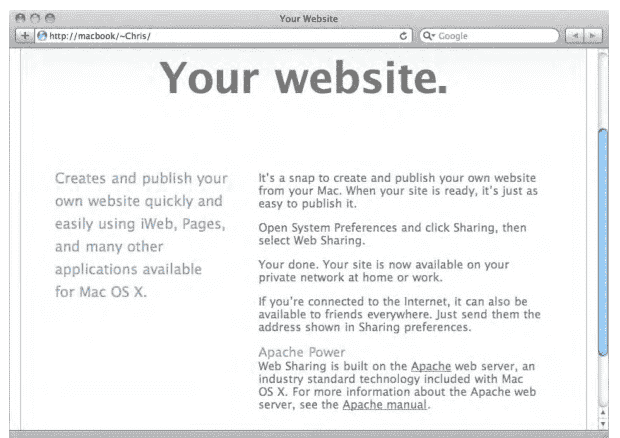 Your Website
http://macbook/~Chris/
Google
Your website.
Creates and publish your
own website quickly and
easily using iWeb, Pages,
and many other
applications available
for Mac OS X.
It's a snap to create and publish your own website
from your Mac. When your site is ready, it's just as
easy to publish it.
Open System Preferences and click Sharing, then
select Web Sharing.
Your done. Your site is now available on your
private network at home or work.
If you're connected to the Internet, it can also be
available to friends everywhere. Just send them the
address shown in Sharing preferences.
Apache Power
Web Sharing is built on the Apache web server, an
industry standard technology included with Mac
OS X. For more information about the Apache web
server, see the Apache manual.